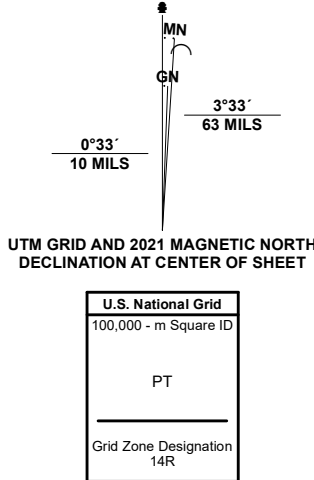 MN
GN
3°33´
63 MILS
0°33´
10 MILS
UTM GRID AND 2021 MAGNETIC NORTH
DECLINATION AT CENTER OF SHEET
U.S. National Grid
100,000 - m Square ID
PT
Grid Zone Designation
14R